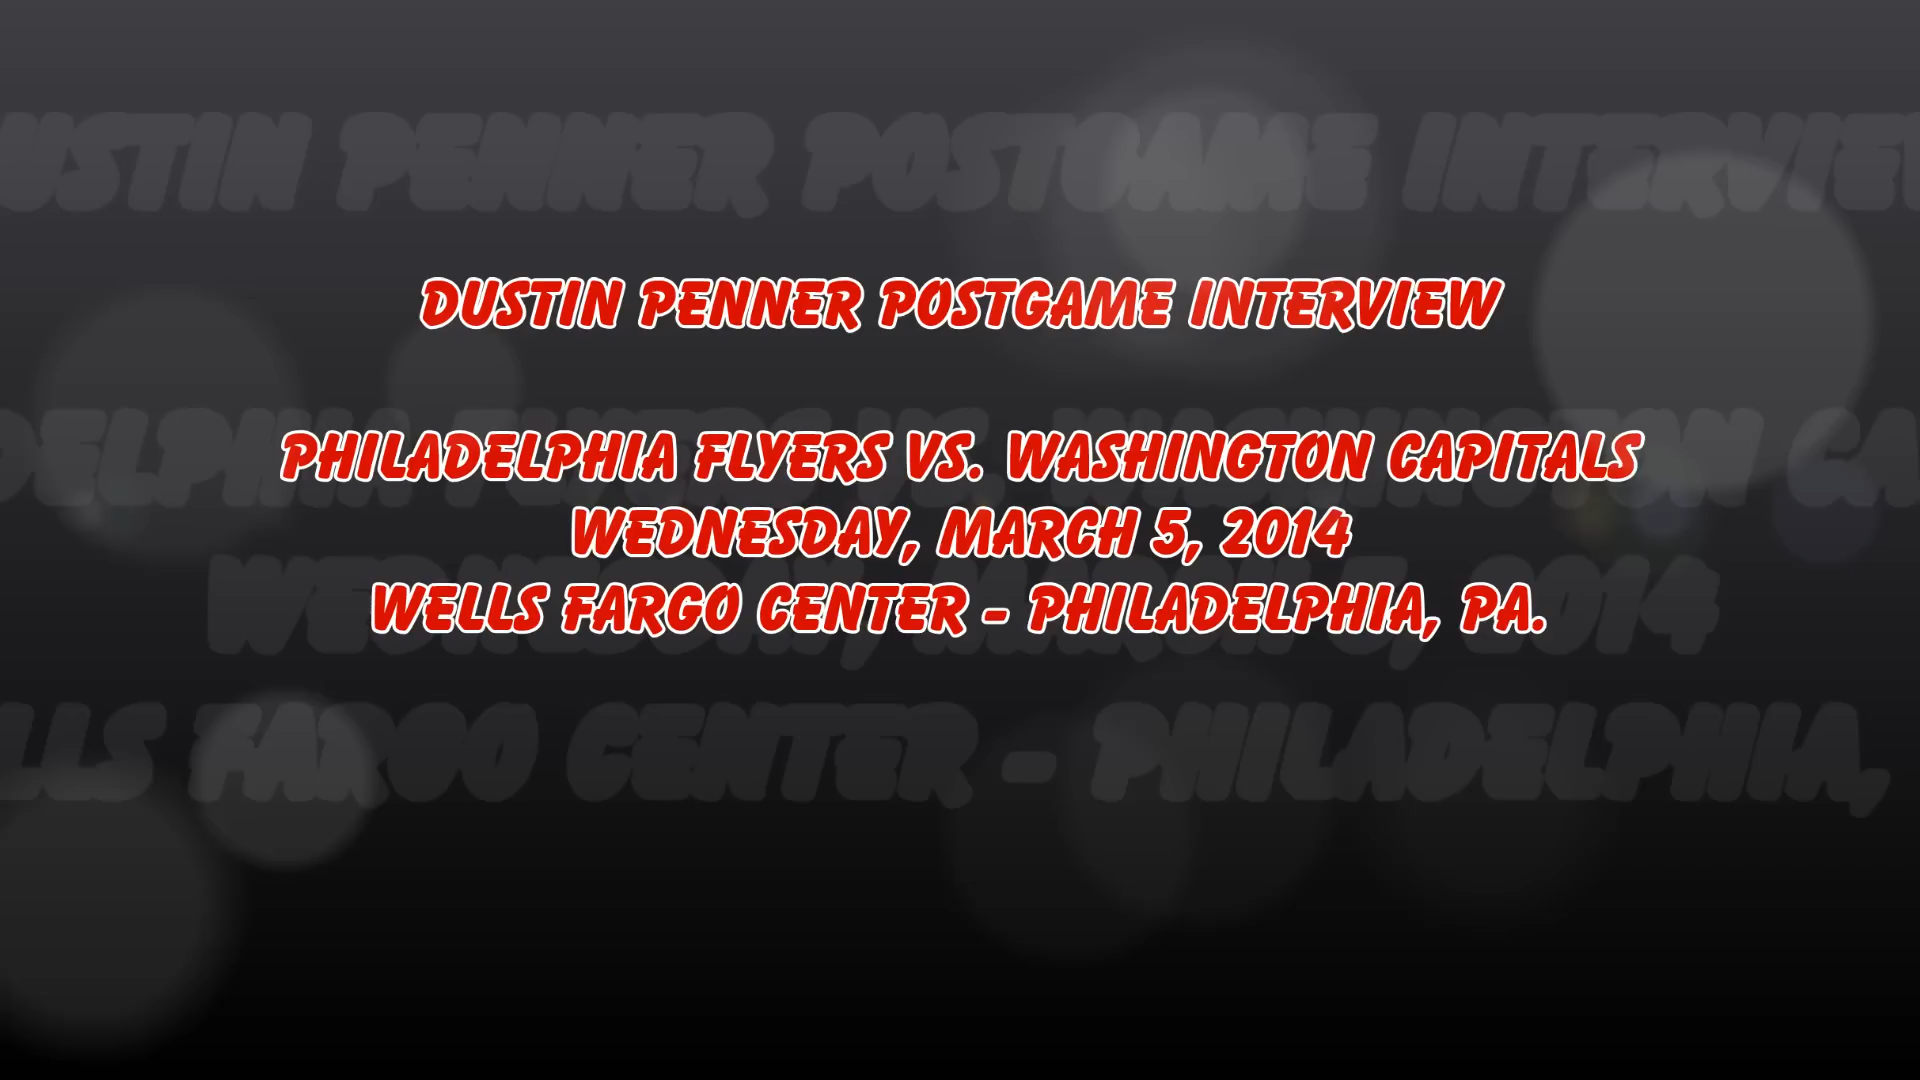 DUSTIN PENNER POSTGAME INTERVIEW
PHILADELPHIA FLYERS VS. WASHINGTON CAPITALS
WEDNESDAY, MARCH 5, 2014
WELLS FARGO CENTER - PHILADELPHIA, PA.